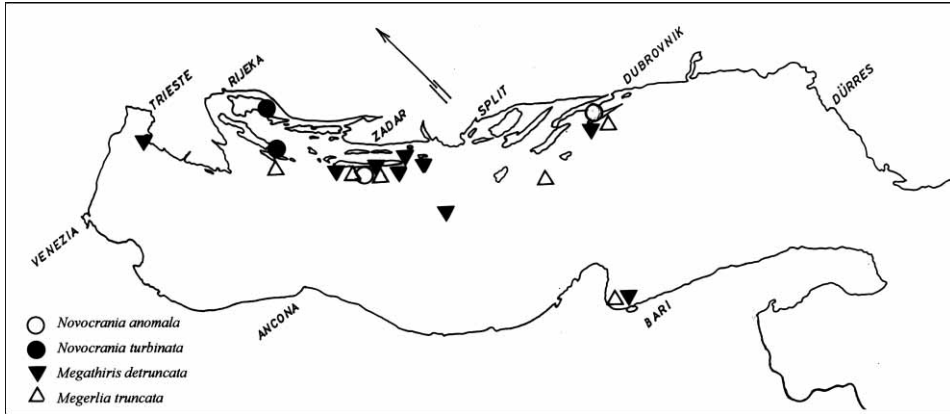 TRIESTE
RIJEKA
ZADAR
SPLIT
DUBROVNIK
DÜRRES
VENEZIA
ANCONA
BARI
Novocrania anomala
Novocrania turbinata
Megathiris detruncata
Megerlia truncata